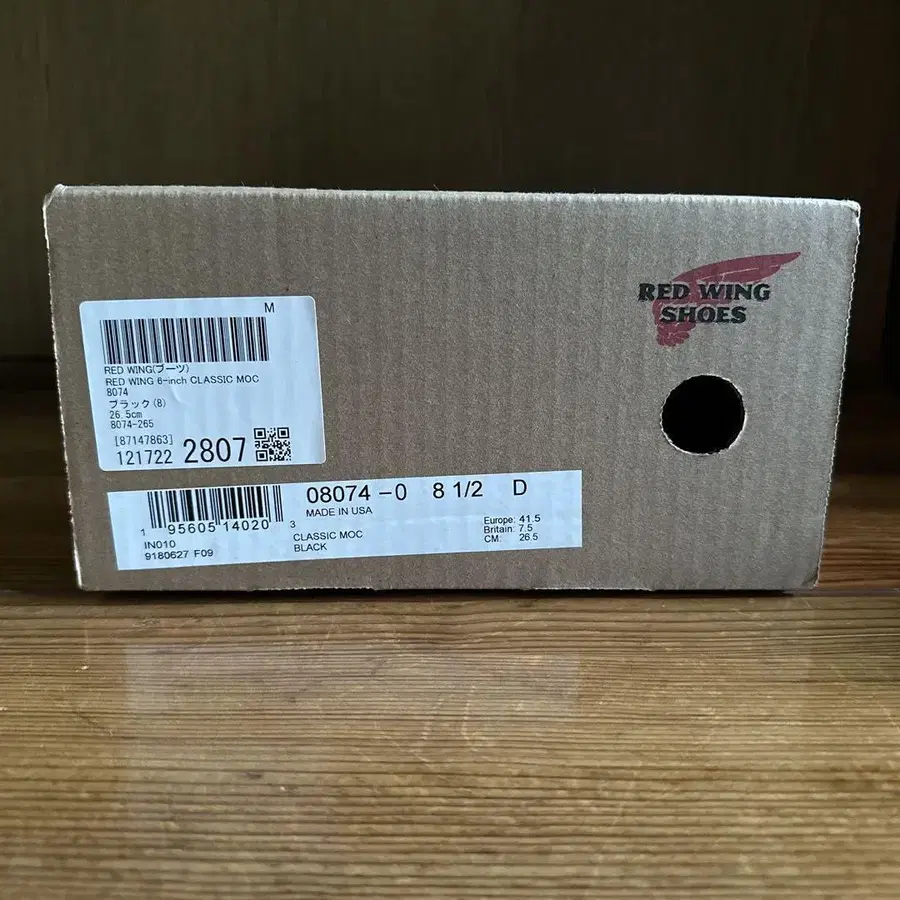 RED WING
SHOES
M
RED WING(ブーツ)
RED WING 6-inch CLASSIC MOC
8074
ブラック(B)
26.5cm
8074-265
[87147863]
121722 2807
08074-0 8 1/2 D
MADE IN USA
1 95605 14020 3
IN010
9180627 F09
CLASSIC MOC
BLACK
Europe: 41.5
Britain: 7.5
CM: 26.5